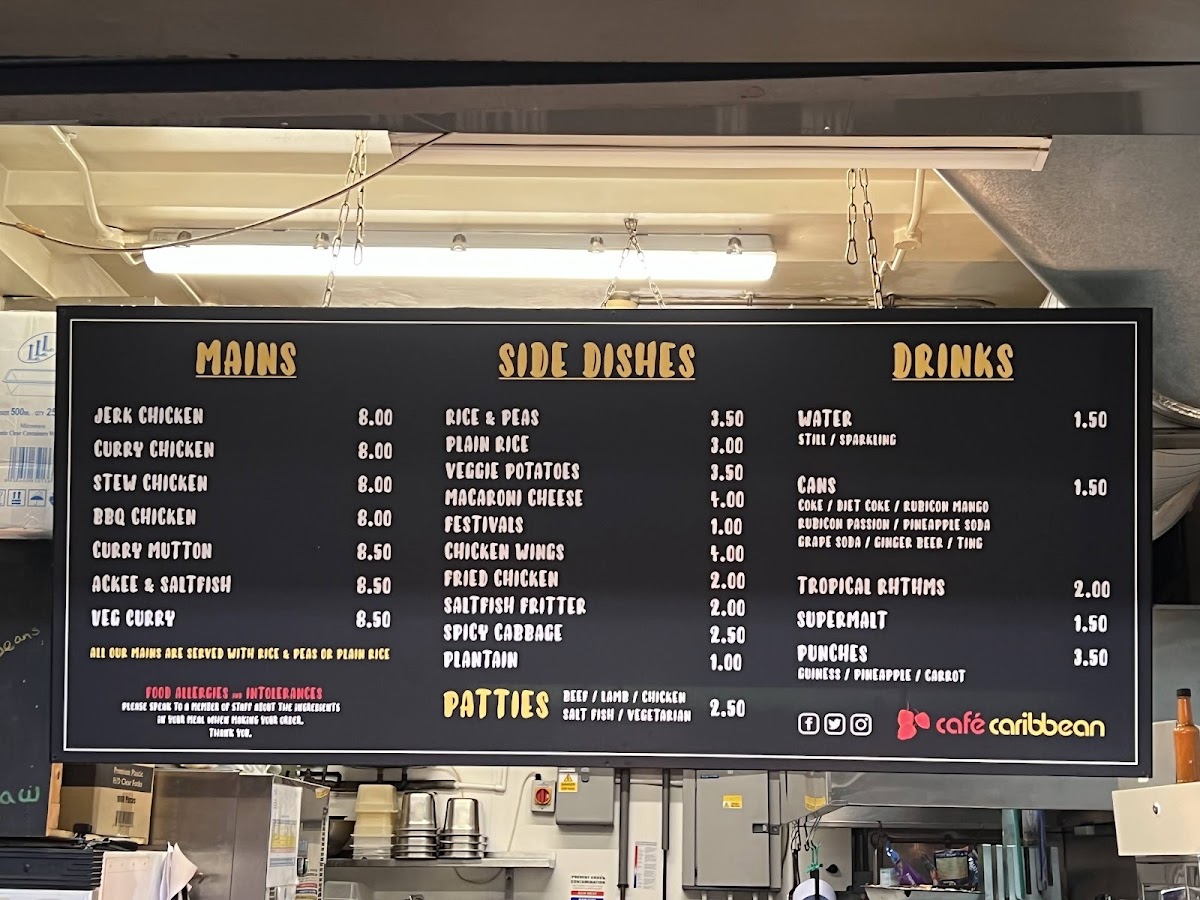 MAINS
JERK CHICKEN 8.00
CURRY CHICKEN 8.00
STEW CHICKEN 8.00
BBQ CHICKEN 8.00
CURRY MUTTON 8.50
ACKEE & SALTFISH 8.50
VEG CURRY 8.50
ALL OUR MAINS ARE SERVED WITH RICE & PEAS OR PLAIN RICE
FOOD ALLERGIES AND INTOLERANCES
PLEASE SPEAK TO A MEMBER OF STAFF ABOUT THE INGREDIENTS
IN YOUR MEAL WHEN MAKING YOUR ORDER.
THANK YOU.
SIDE DISHES
RICE & PEAS 3.50
PLAIN RICE 3.00
VEGGIE POTATOES 3.50
MACARONI CHEESE 4.00
FESTIVALS 1.00
CHICKEN WINGS 4.00
FRIED CHICKEN 2.00
SALTFISH FRITTER 2.00
SPICY CABBAGE 2.50
PLANTAIN 1.00
PATTIES BEEF / LAMB / CHICKEN
SALT FISH / VEGETARIAN 2.50
DRINKS
WATER 1.50
STILL / SPARKLING
CANS 1.50
COKE / DIET COKE / RUBICON MANGO
RUBICON PASSION / PINEAPPLE SODA
GRAPE SODA / GINGER BEER / TING
TROPICAL RHTHMS 2.00
SUPERMALT 1.50
PUNCHES 3.50
GUINESS / PINEAPPLE / CARROT
café caribbean